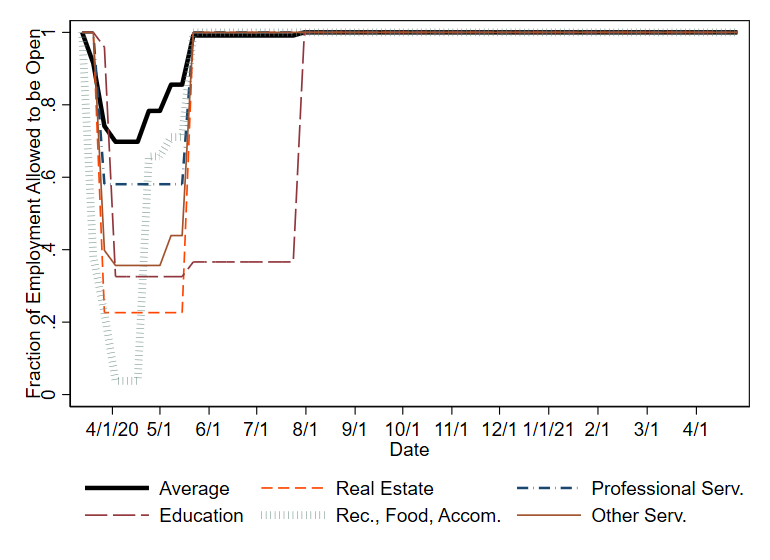 Fraction of Employment Allowed to be Open
1
.8
.6
.4
.2
0
4/1/20 5/1 6/1 7/1 8/1 9/1 10/1 11/1 12/1 1/1/21 2/1 3/1 4/1
Date
Average Real Estate Professional Serv.
Education Rec., Food, Accom. Other Serv.